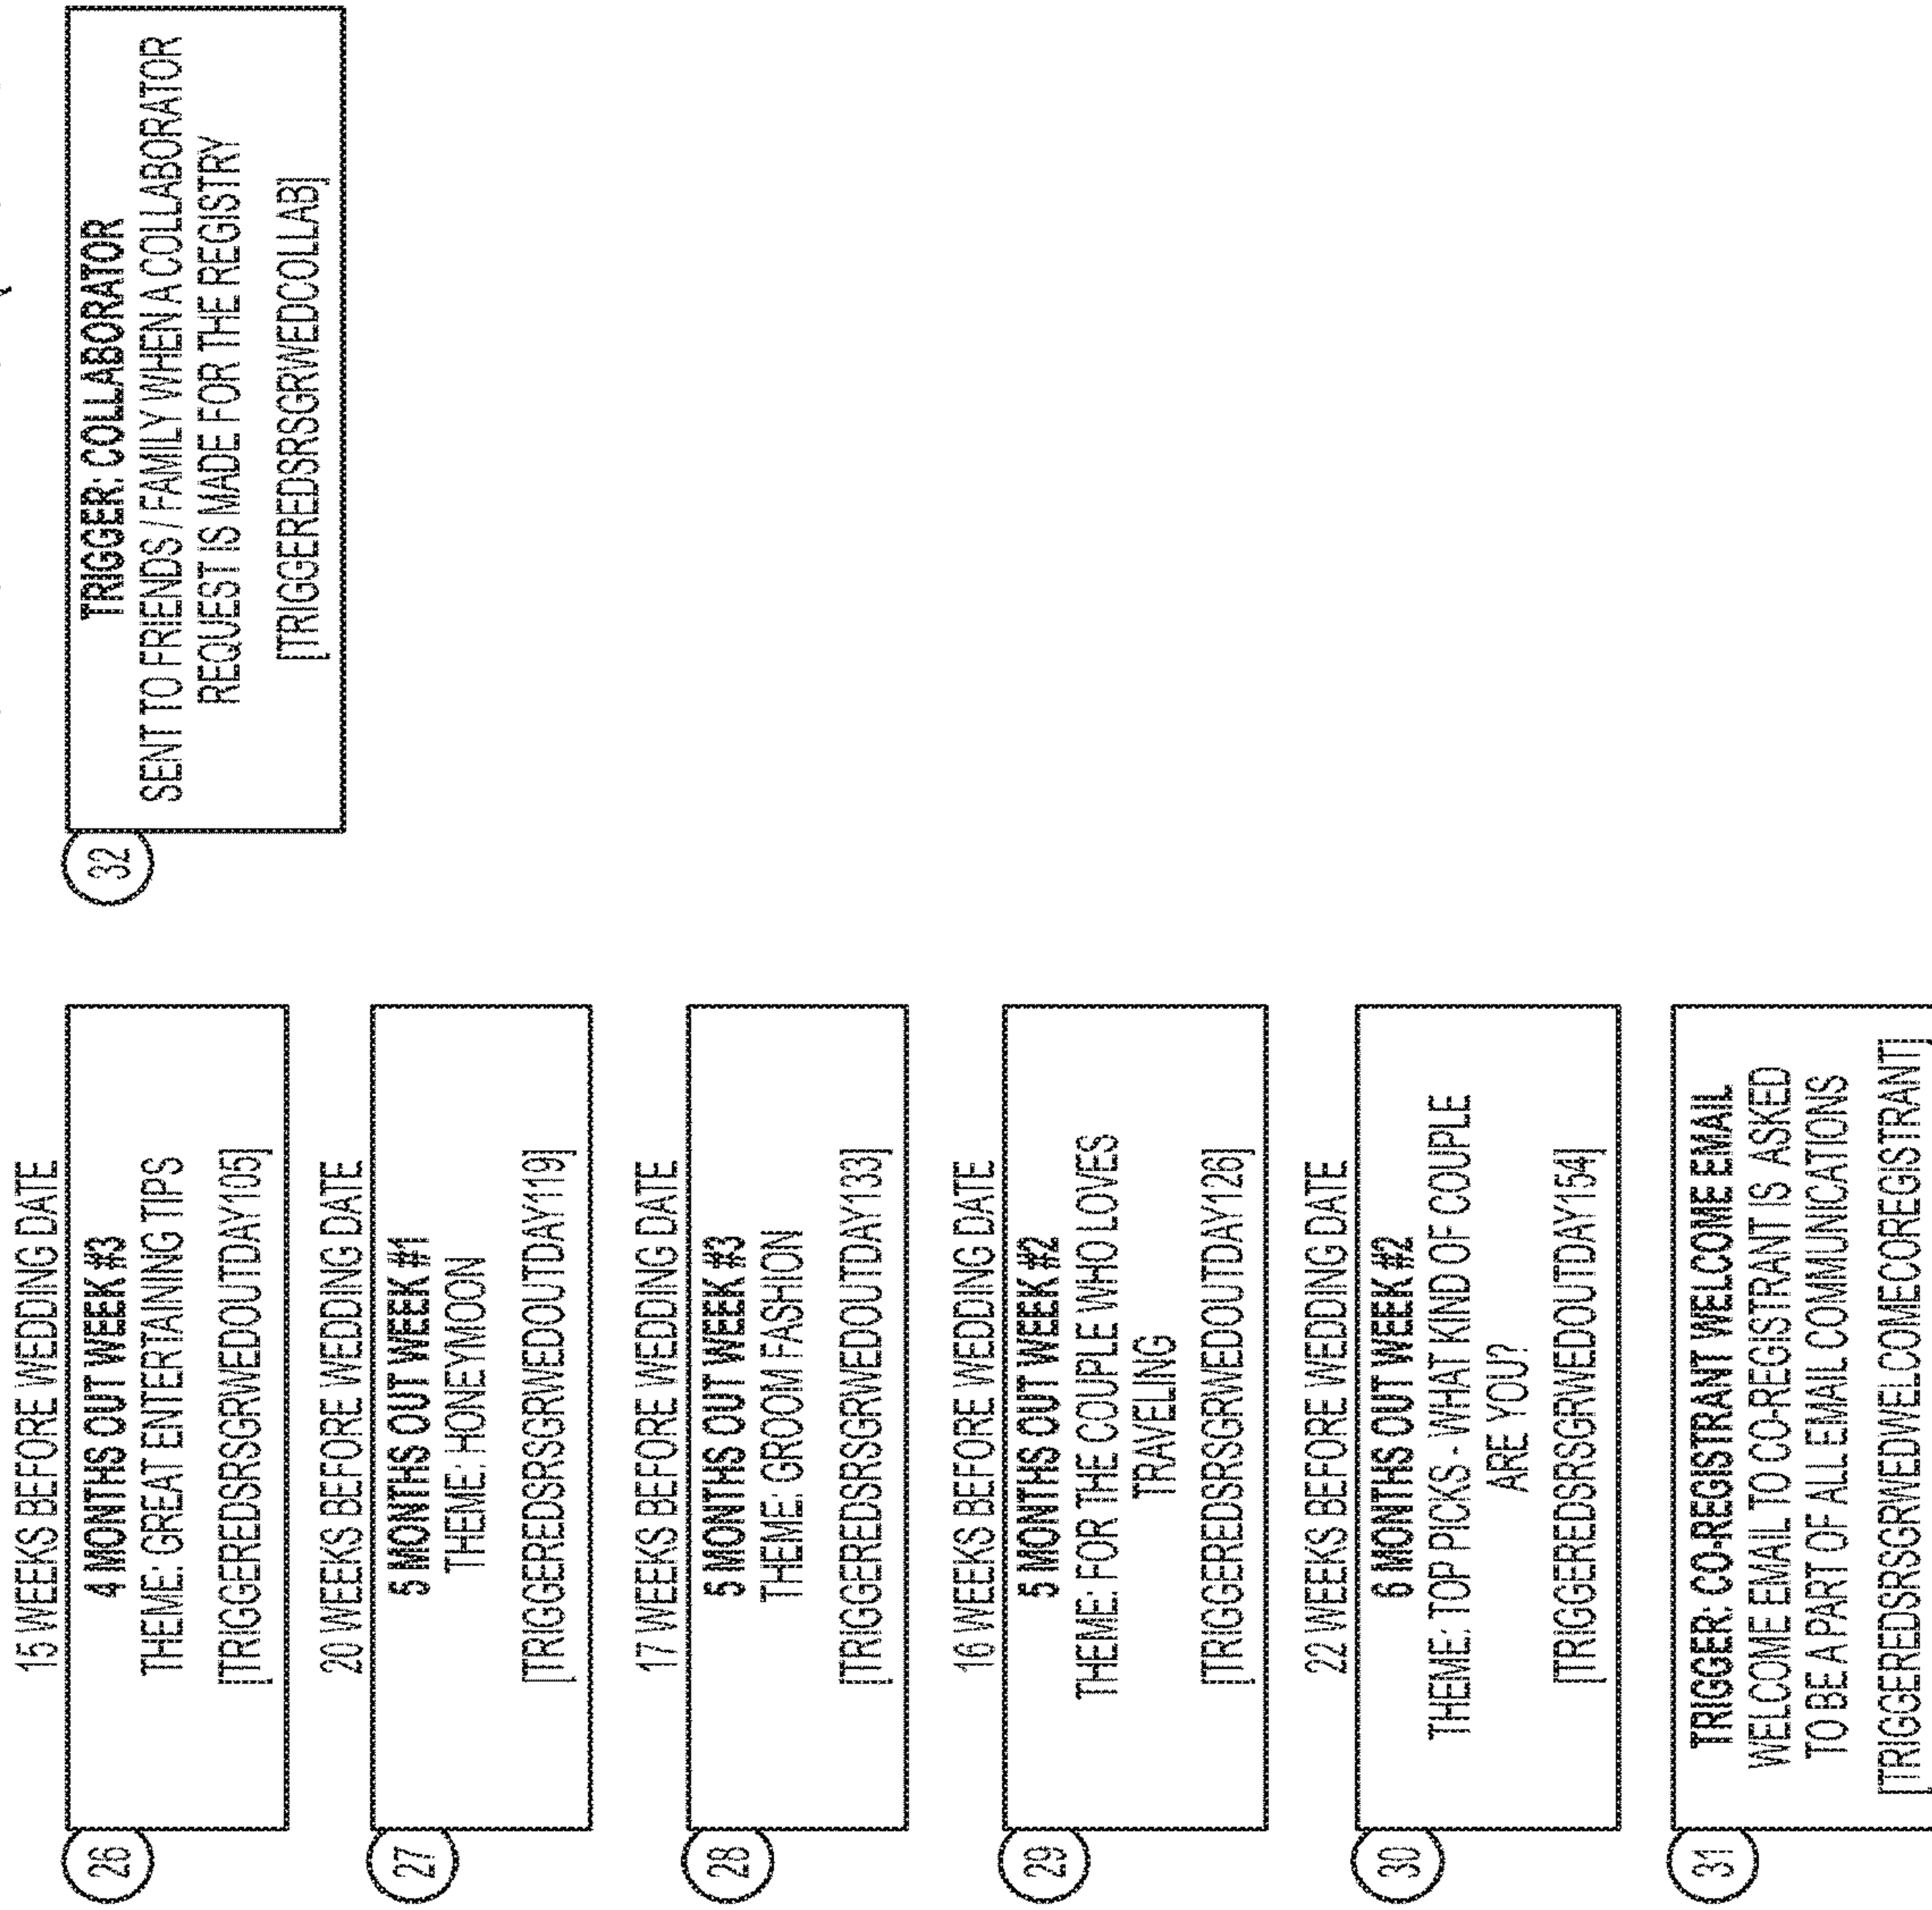 15 WEEKS BEFORE WEDDING DATE
26
4 MONTHS OUT WEEK #3
THEME: GREAT ENTERTAINING TIPS
[TRIGGEREDSRSGRWEDOUTDAY105]
20 WEEKS BEFORE WEDDING DATE
27
5 MONTHS OUT WEEK #1
THEME: HONEYMOON
[TRIGGEREDSRSGRWEDOUTDAY119]
17 WEEKS BEFORE WEDDING DATE
28
5 MONTHS OUT WEEK #3
THEME: GROOM FASHION
[TRIGGEREDSRSGRWEDOUTDAY133]
16 WEEKS BEFORE WEDDING DATE
29
5 MONTHS OUT WEEK #2
THEME: FOR THE COUPLE WHO LOVES
TRAVELING
[TRIGGEREDSRSGRWEDOUTDAY126]
22 WEEKS BEFORE WEDDING DATE
30
6 MONTHS OUT WEEK #2
THEME: TOP PICKS - WHAT KIND OF COUPLE
ARE YOU?
[TRIGGEREDSRSGRWEDOUTDAY154]
31
TRIGGER: CO-REGISTRANT WELCOME EMAIL
WELCOME EMAIL TO CO-REGISTRANT IS ASKED
TO BE A PART OF ALL EMAIL COMMUNICATIONS
[TRIGGEREDSRSGRWEDWELCOMECOREGISTRANT]
32
TRIGGER: COLLABORATOR
SENT TO FRIENDS / FAMILY WHEN A COLLABORATOR
REQUEST IS MADE FOR THE REGISTRY
[TRIGGEREDSRSGRWEDCOLLAB]